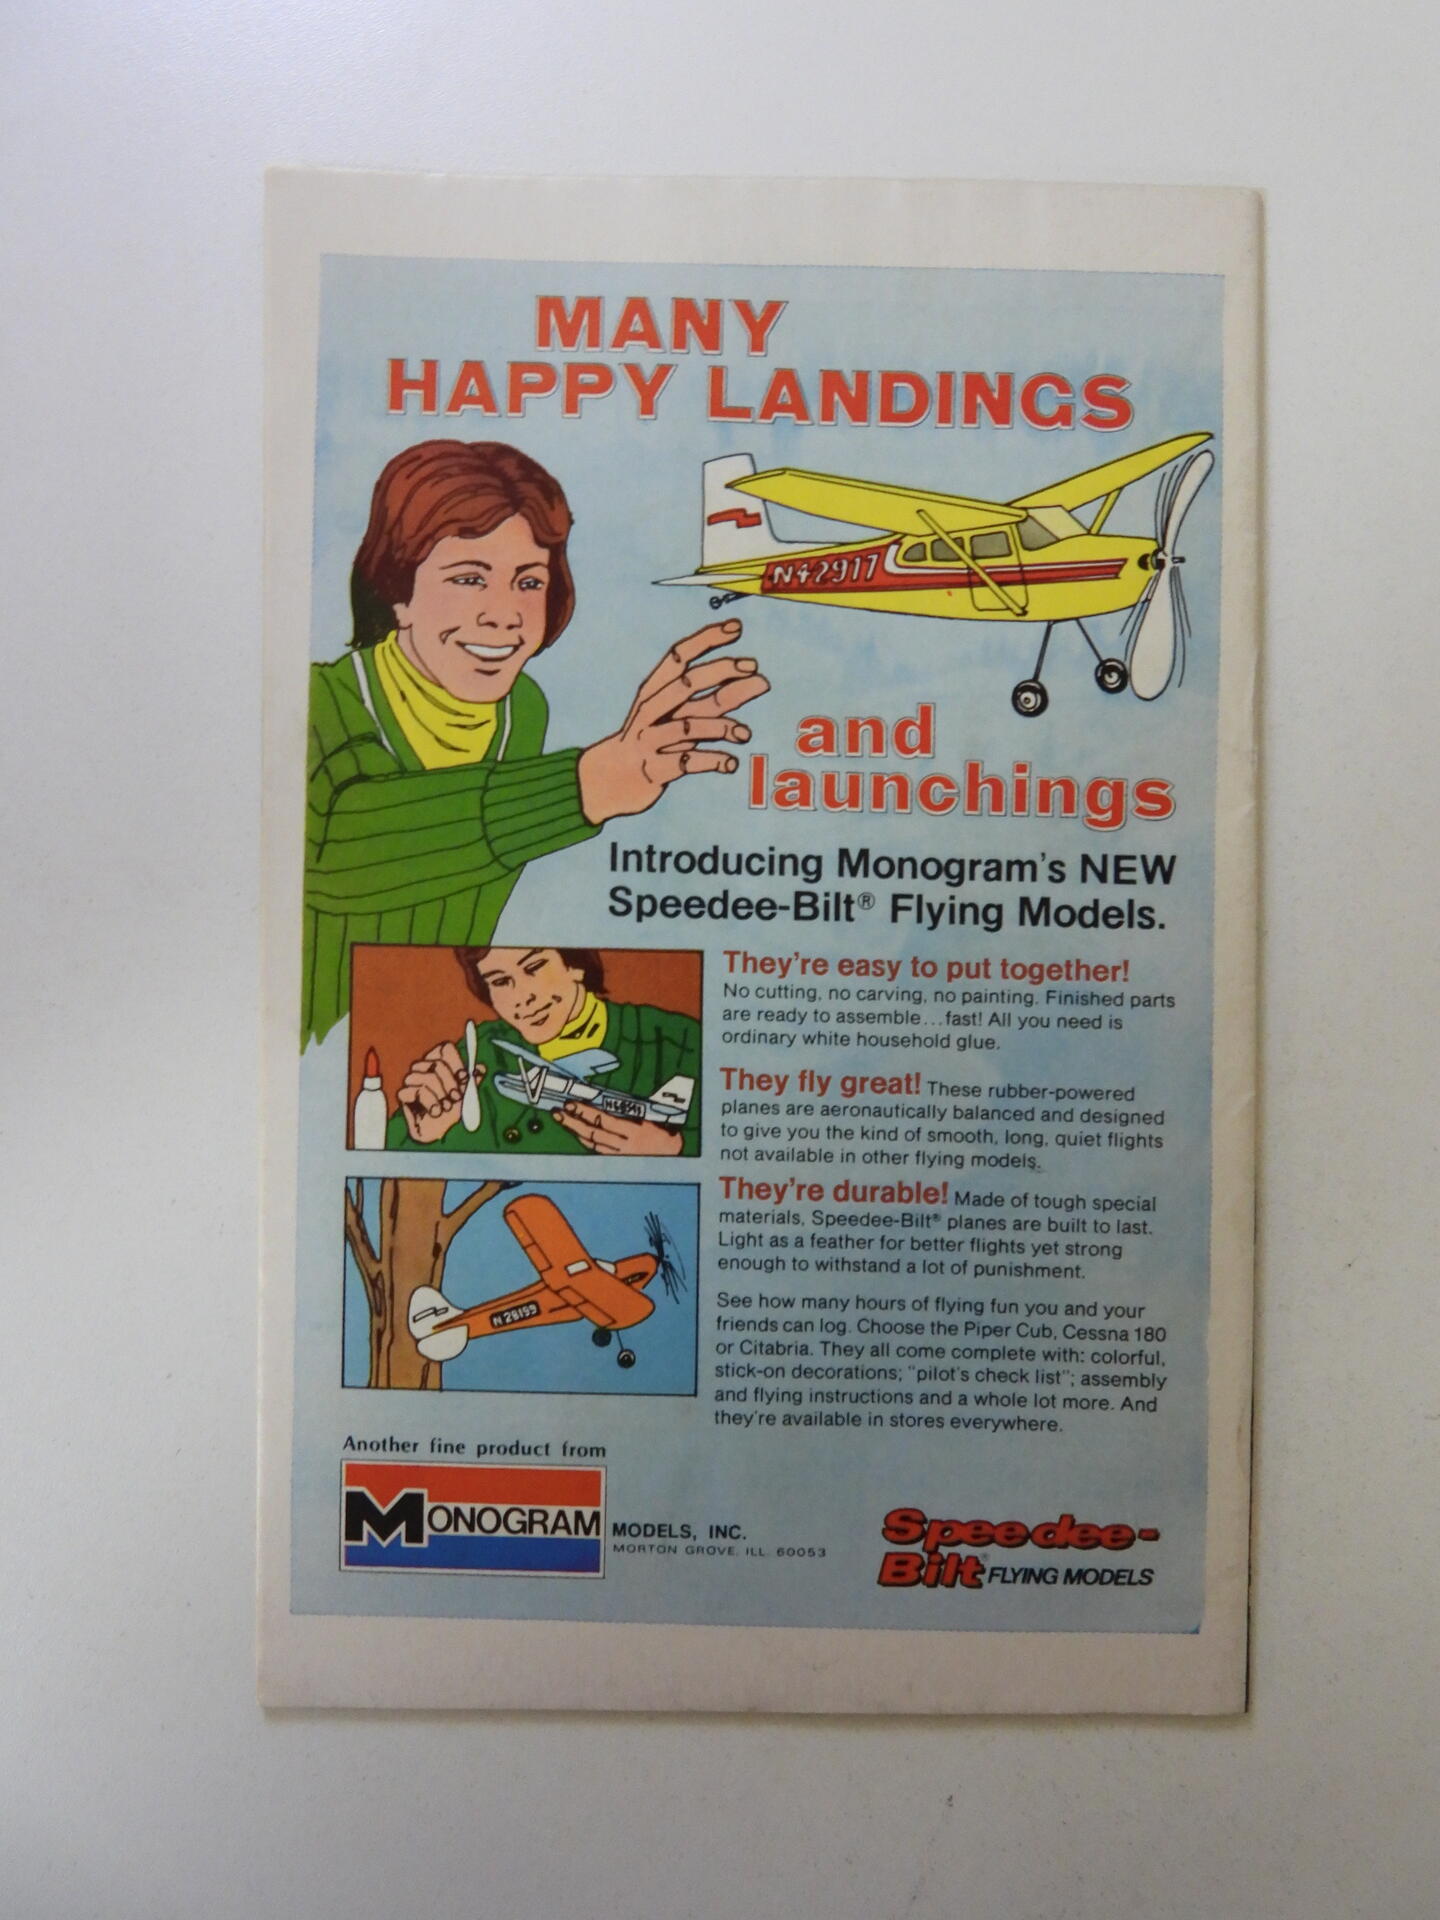 MANY
HAPPY LANDINGS
N42917
and
launchings
Introducing Monogram's NEW
Speedee-Bilt® Flying Models.
They're easy to put together!
No cutting, no carving, no painting. Finished parts
are ready to assemble...fast! All you need is
ordinary white household glue.
They fly great! These rubber-powered
planes are aeronautically balanced and designed
to give you the kind of smooth, long, quiet flights
not available in other flying models.
They're durable! Made of tough special
materials, Speedee-Bilt® planes are built to last.
Light as a feather for better flights yet strong
enough to withstand a lot of punishment.
N28199
See how many hours of flying fun you and your
friends can log. Choose the Piper Cub, Cessna 180
or Citabria. They all come complete with: colorful,
stick-on decorations; "pilot's check list"; assembly
and flying instructions and a whole lot more. And
they're available in stores everywhere.
Another fine product from
MONOGRAM MODELS, INC.
MORTON GROVE, ILL. 60053
Speedee-
Bilt® FLYING MODELS